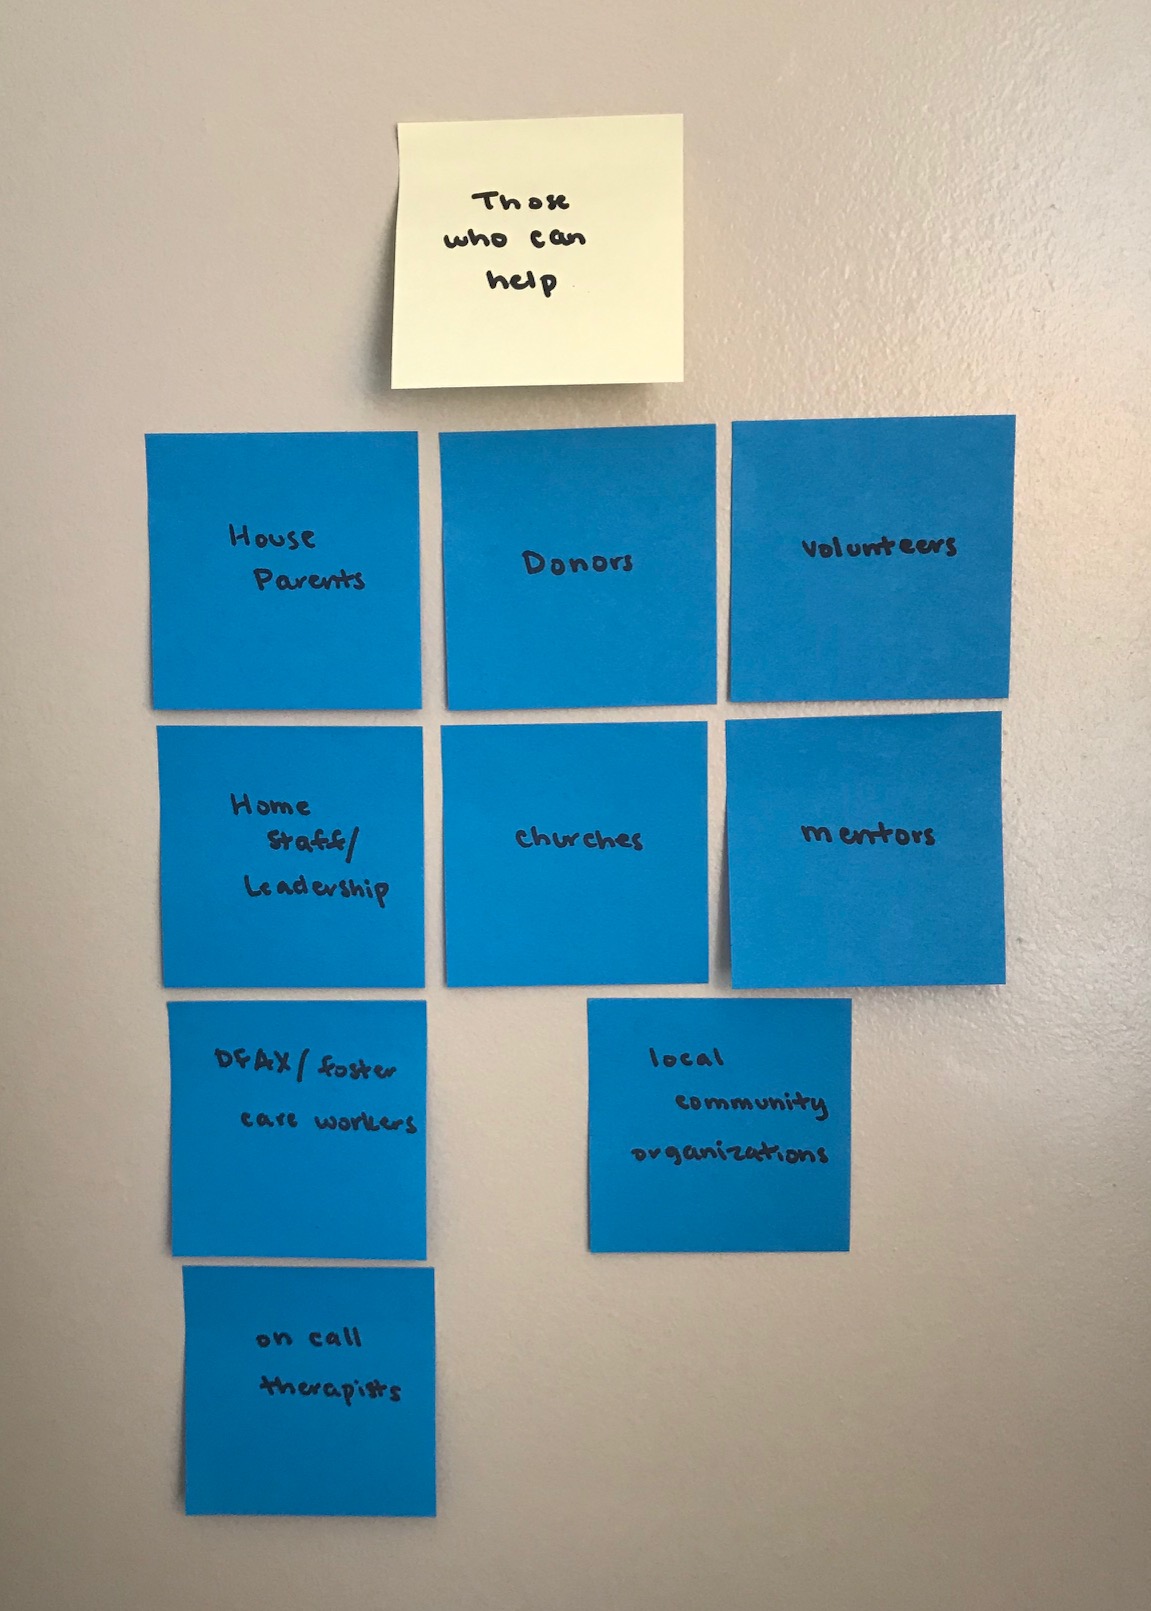 Those
who can
help
House
Parents
Donors
volunteers
Home
Staff/
Leadership
churches
mentors
DFAX/foster
care workers
local
community
organizations
on call
therapists